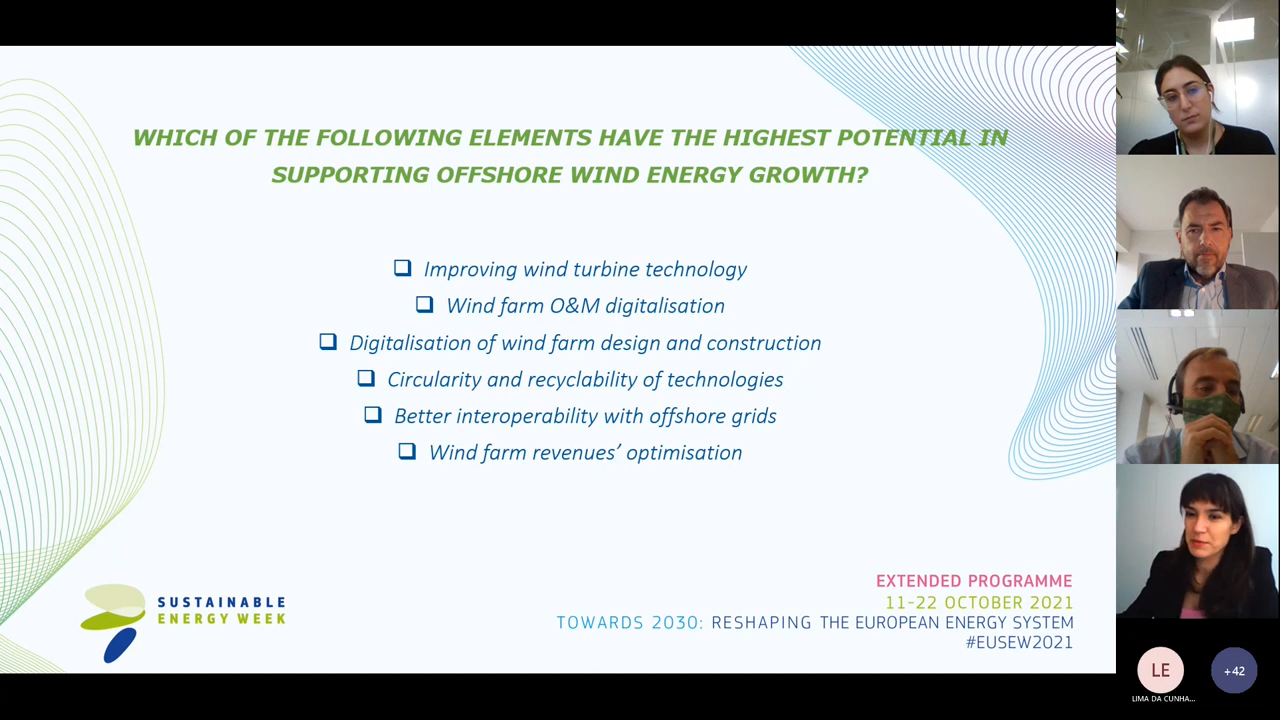 WHICH OF THE FOLLOWING ELEMENTS HAVE THE HIGHEST POTENTIAL IN
SUPPORTING OFFSHORE WIND ENERGY GROWTH?
Improving wind turbine technology
Wind farm O&M digitalisation
Digitalisation of wind farm design and construction
Circularity and recyclability of technologies
Better interoperability with offshore grids
Wind farm revenues’ optimisation
SUSTAINABLE
ENERGY WEEK
EXTENDED PROGRAMME
11-22 OCTOBER 2021
TOWARDS 2030: RESHAPING THE EUROPEAN ENERGY SYSTEM
#EUSEW2021
LE
+42
LIMA DA CUNHA...